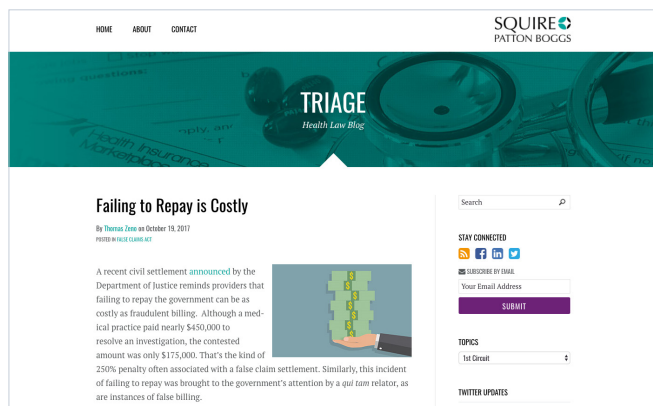 HOME ABOUT CONTACT
SQUIRE
PATTON BOGGS
questions:
Health Insurance
Marketplace
TRIAGE
Health Law Blog
Failing to Repay is Costly
By Thomas Zeno on October 19, 2017
POSTED IN FALSE CLAIMS ACT
A recent civil settlement announced by the
Department of Justice reminds providers that
failing to repay the government can be as
costly as fraudulent billing. Although a med-
ical practice paid nearly $450,000 to
resolve an investigation, the contested
amount was only $175,000. That's the kind of
250% penalty often associated with a false claim settlement. Similarly, this incident
of failing to repay was brought to the government's attention by a qui tam relator, as
are instances of false billing.
Search
STAY CONNECTED
SUBSCRIBE BY EMAIL
Your Email Address
SUBMIT
TOPICS
1st Circuit
TWITTER UPDATES